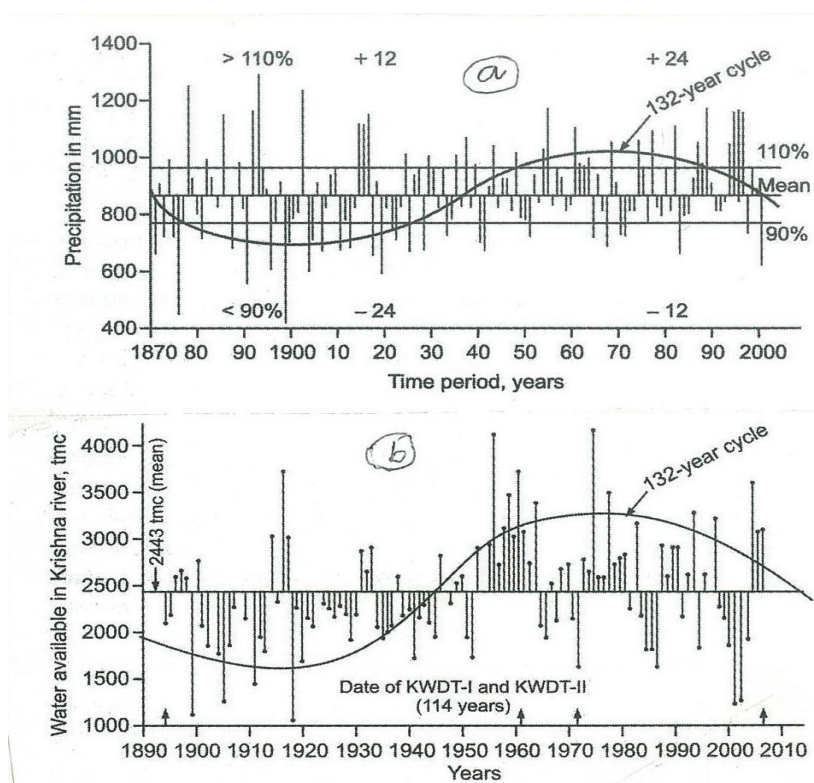 1400
> 110%
+ 12
a
+ 24
132-year cycle
1200
1000
110%
Mean
800
90%
600
< 90%
– 24
– 12
400
1870 80 90 1900 10 20 30 40 50 60 70 80 90 2000
Precipitation in mm
Time period, years
4000
b
132-year cycle
2443 tmc (mean)
3500
3000
2500
2000
1500
Date of KWDT-I and KWDT-II
(114 years)
1000
1890 1900 1910 1920 1930 1940 1950 1960 1970 1980 1990 2000 2010
Water available in Krishna river, tmc
Years